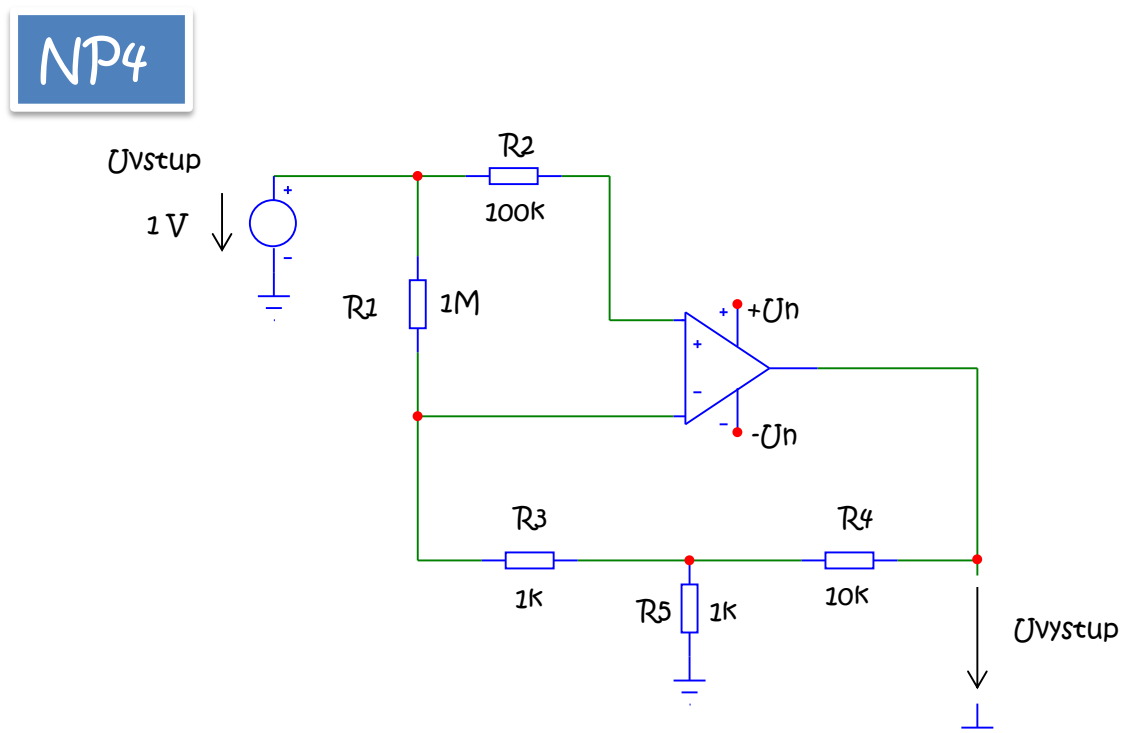 NP4
Uvstup
1 V
R2
100k
R1
1M
+
-
+
-
+
-
+Un
-Un
R3
1k
R4
10k
R5
1k
Uvystup